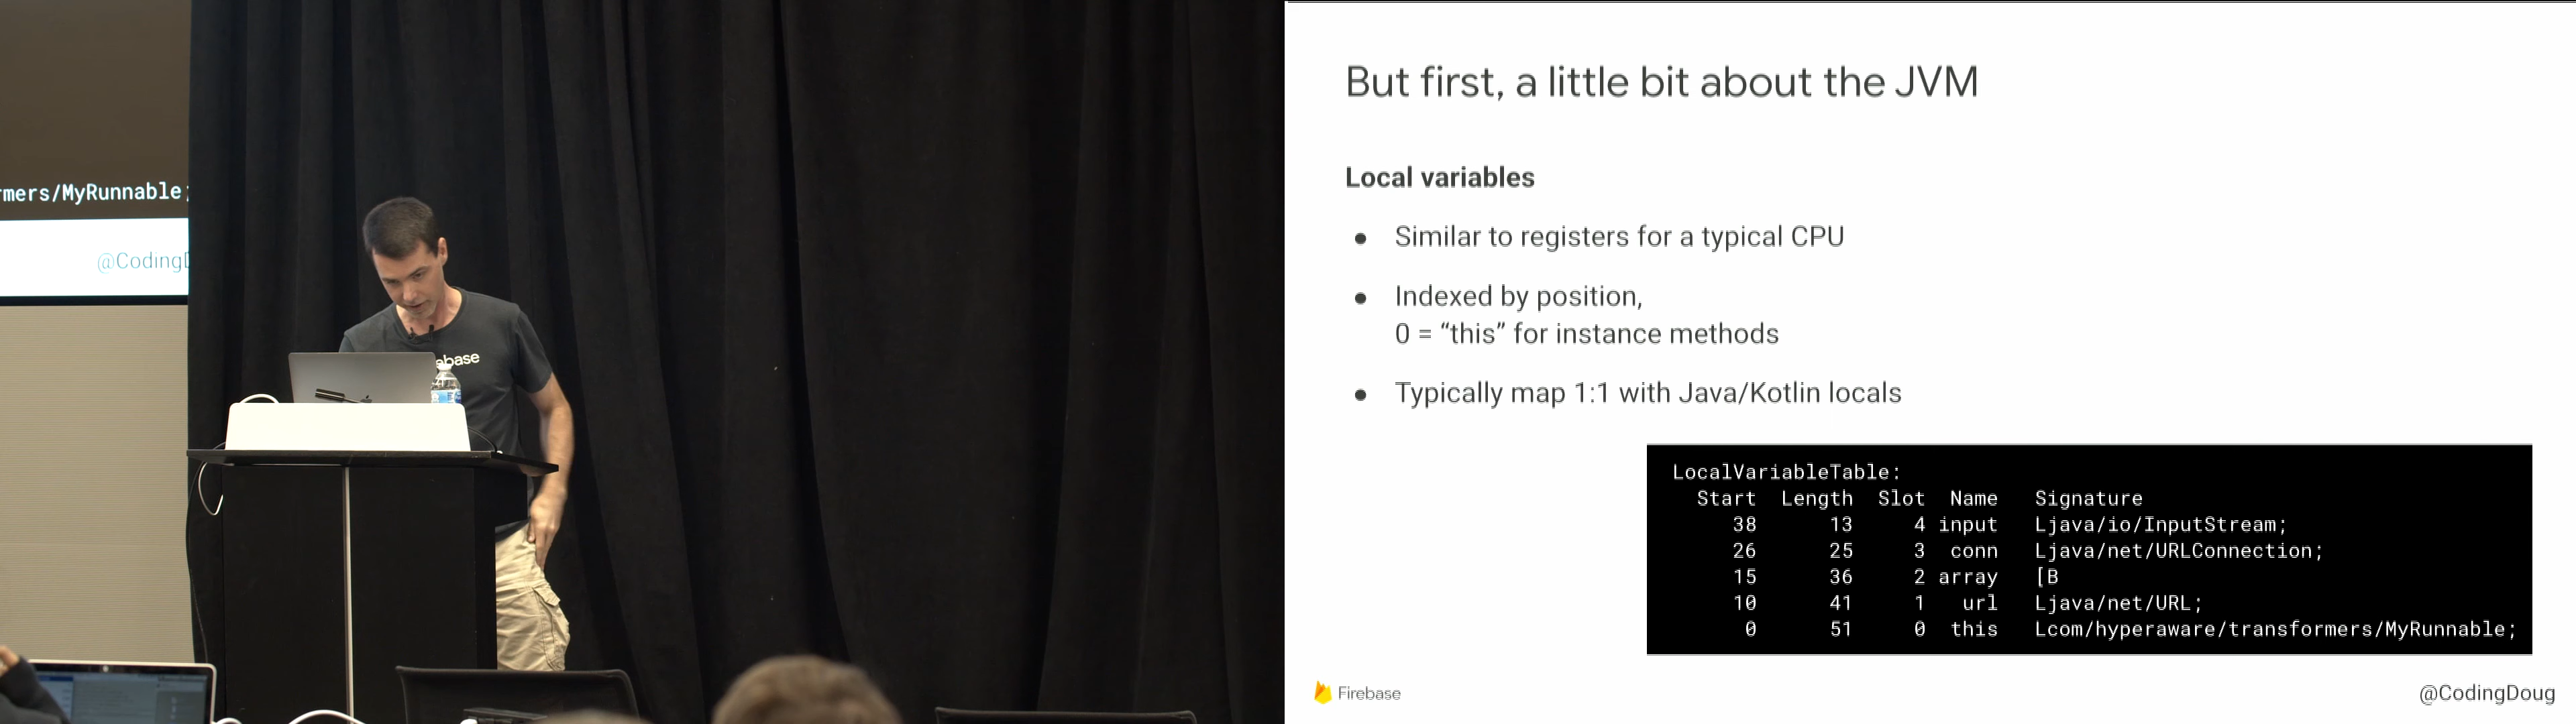 rmers/MyRunnable;
@CodingD
ebase
But first, a little bit about the JVM
Local variables
● Similar to registers for a typical CPU
● Indexed by position,
0 = “this” for instance methods
● Typically map 1:1 with Java/Kotlin locals
LocalVariableTable:
Start Length Slot Name Signature
38 13 4 input Ljava/io/InputStream;
26 25 3 conn Ljava/net/URLConnection;
15 36 2 array [B
10 41 1 url Ljava/net/URL;
0 51 0 this Lcom/hyperaware/transformers/MyRunnable;
Firebase
@CodingDoug